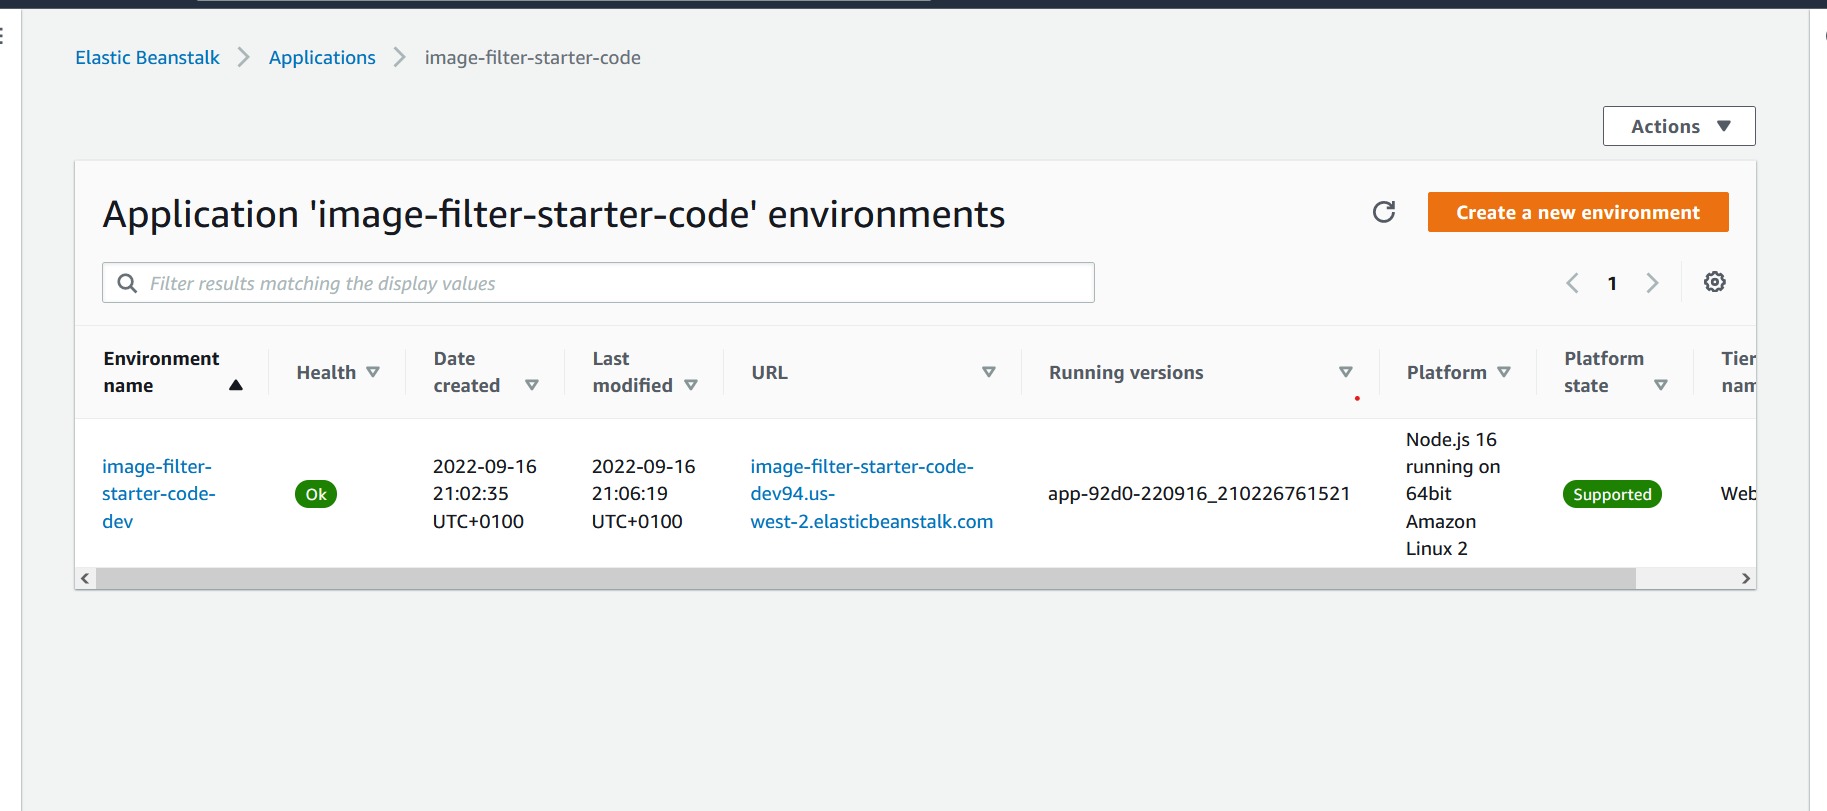 Elastic Beanstalk > Applications > image-filter-starter-code
Actions
Application 'image-filter-starter-code' environments
Create a new environment
Filter results matching the display values
1
Environment name
Health
Date created
Last modified
URL
Running versions
Platform
Platform state
Tier
nam
image-filter-
starter-code-
dev
Ok
2022-09-16
21:02:35
UTC+0100
2022-09-16
21:06:19
UTC+0100
image-filter-starter-code-
dev94.us-
west-2.elasticbeanstalk.com
app-92d0-220916_210226761521
Node.js 16
running on
64bit
Amazon
Linux 2
Supported
Web